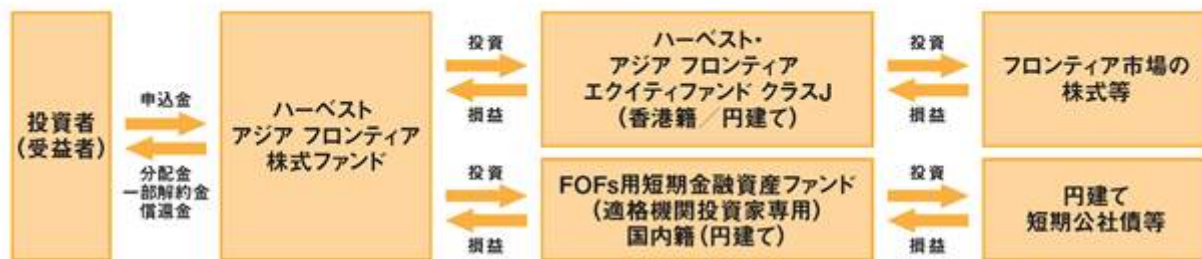 投資者
(受益者)
申込金
分配金
一部解約金
償還金
ハーベスト
アジア フロンティア
株式ファンド
投資
損益
ハーベスト・
アジア フロンティア
エクイティファンド クラスJ
(香港籍／円建て)
投資
損益
フロンティア市場の
株式等
投資
損益
FOFs用短期金融資産ファンド
(適格機関投資家専用)
国内籍(円建て)
投資
損益
円建て
短期公社債等